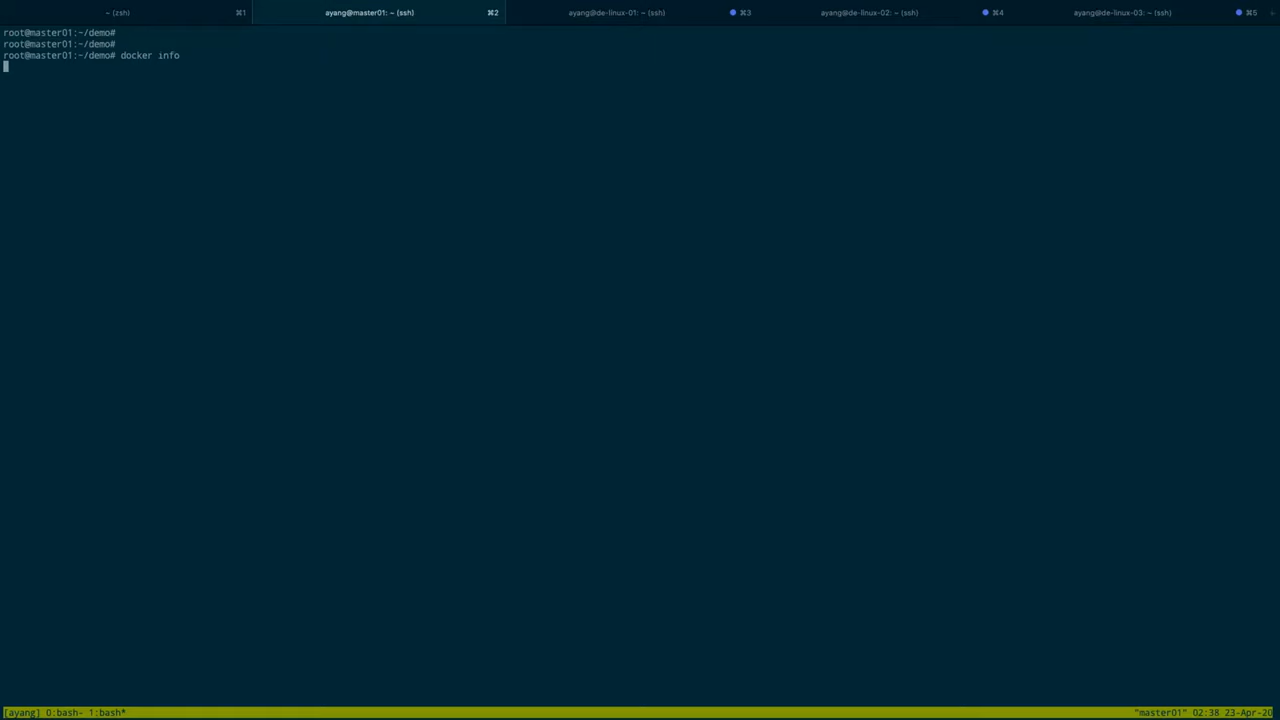 ~ (zsh) ⌘1 ayang@master01: ~ (ssh) ⌘2 ayang@de-linux-01: ~ (ssh) ⌘3 ayang@de-linux-02: ~ (ssh) ⌘4 ayang@de-linux-03: ~ (ssh) ⌘5
root@master01:~/demo#
root@master01:~/demo#
root@master01:~/demo# docker info
[ayang] 0:bash- 1:bash* "master01" 02:38 23-Apr-20